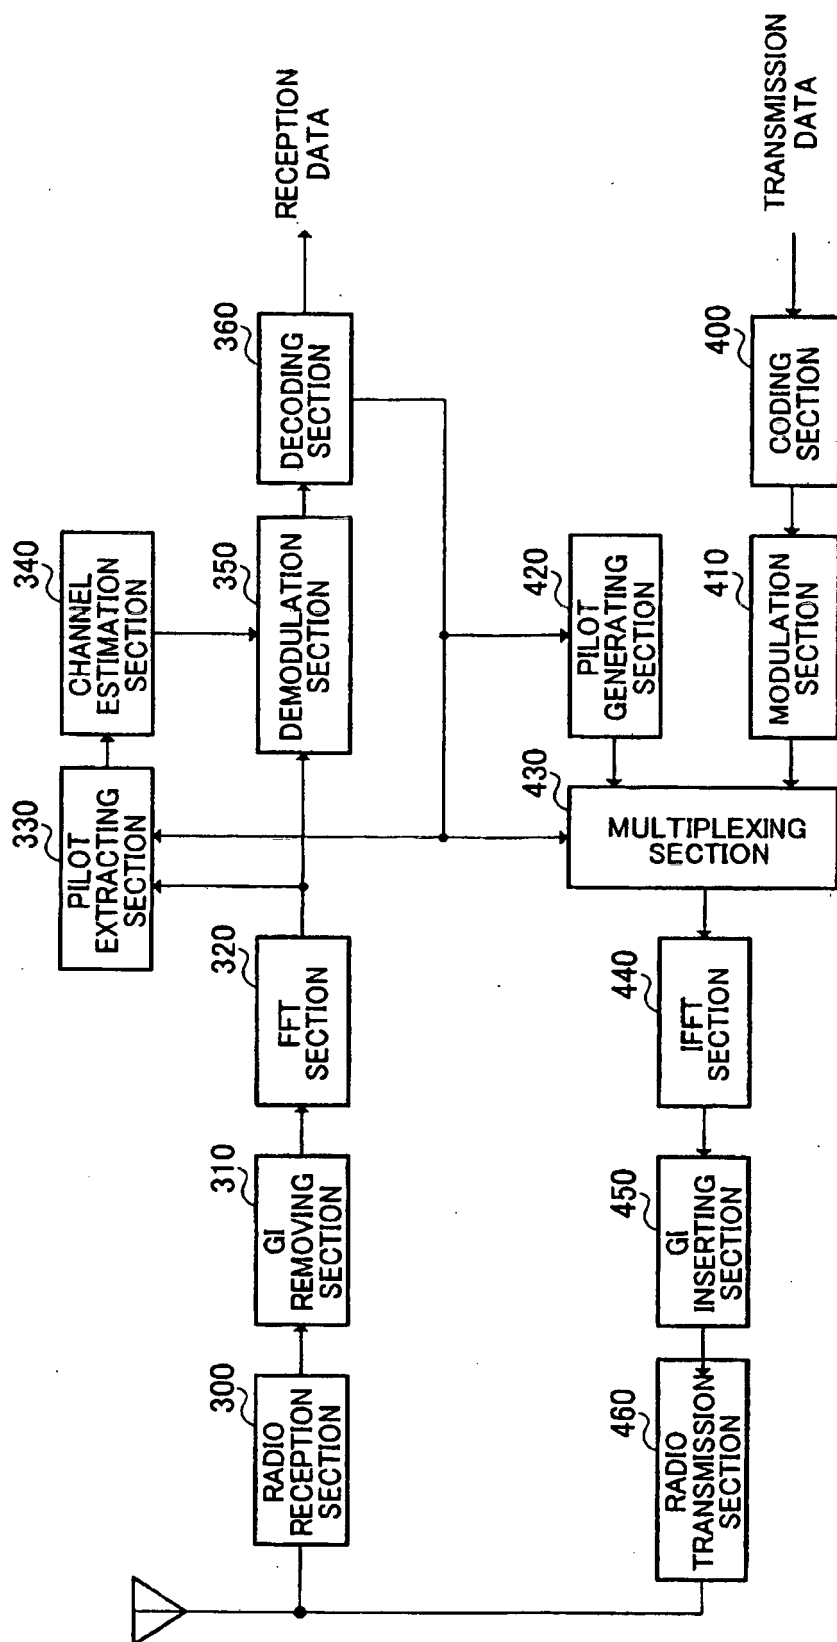 330
PILOT
EXTRACTING
SECTION
340
CHANNEL
ESTIMATION
SECTION
300
RADIO
RECEPTION
SECTION
310
GI
REMOVING
SECTION
320
FFT
SECTION
350
DEMODULATION
SECTION
360
DECODING
SECTION
RECEPTION
DATA
420
PILOT
GENERATING
SECTION
430
MULTIPLEXING
SECTION
460
RADIO
TRANSMISSION
SECTION
450
GI
INSERTING
SECTION
440
IFFT
SECTION
410
MODULATION
SECTION
400
CODING
SECTION
TRANSMISSION
DATA